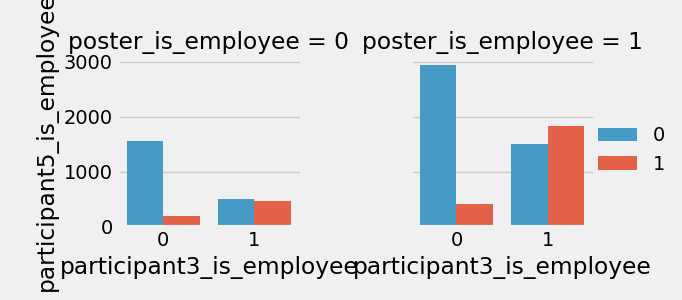 poster_is_employee = 0
poster_is_employee = 1
participant5_is_employee
3000
2000
1000
0
0
1
0
1
participant3_is_employee
participant3_is_employee
0
1